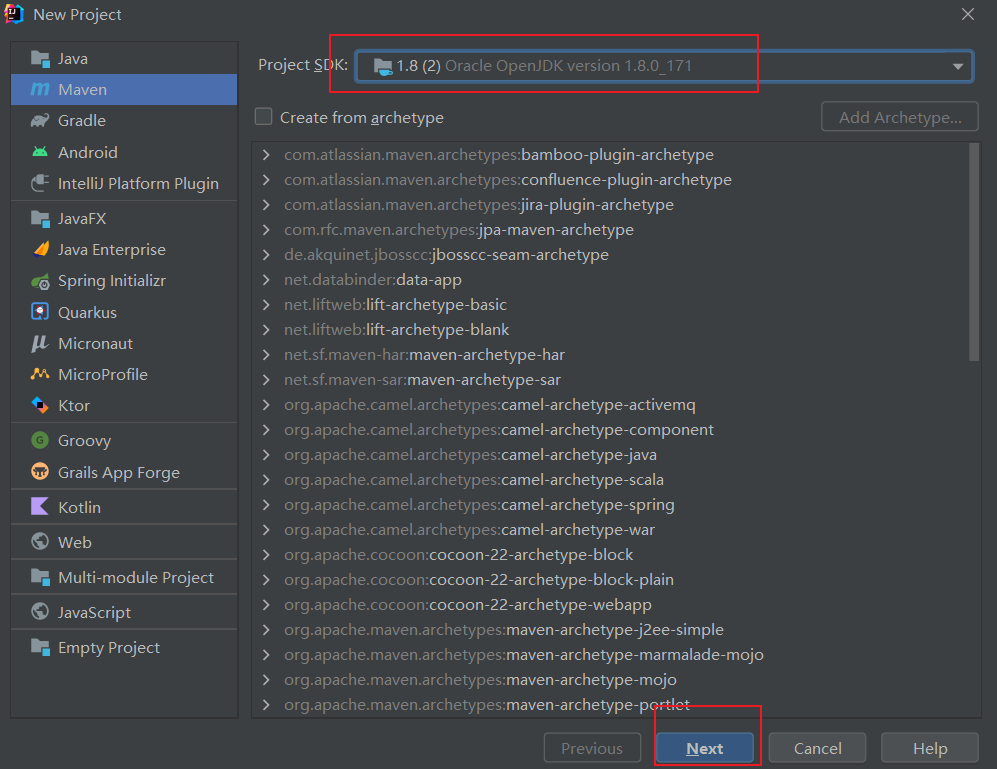 New Project
Java
Maven
Gradle
Android
IntelliJ Platform Plugin
JavaFX
Java Enterprise
Spring Initializr
Quarkus
Micronaut
MicroProfile
Ktor
Groovy
Grails App Forge
Kotlin
Web
Multi-module Project
JavaScript
Empty Project
Project SDK: 1.8 (2) Oracle OpenJDK version 1.8.0_171
Create from archetype
Add Archetype...
com.atlassian.maven.archetypes:bamboo-plugin-archetype
com.atlassian.maven.archetypes:confluence-plugin-archetype
com.atlassian.maven.archetypes:jira-plugin-archetype
com.rfc.maven.archetypes:jpa-maven-archetype
de.akquinet.jbosscc:jbosscc-seam-archetype
net.databinder:data-app
net.liftweb:lift-archetype-basic
net.liftweb:lift-archetype-blank
net.sf.maven-har:maven-archetype-har
net.sf.maven-sar:maven-archetype-sar
org.apache.camel.archetypes:camel-archetype-activemq
org.apache.camel.archetypes:camel-archetype-component
org.apache.camel.archetypes:camel-archetype-java
org.apache.camel.archetypes:camel-archetype-scala
org.apache.camel.archetypes:camel-archetype-spring
org.apache.camel.archetypes:camel-archetype-war
org.apache.cocoon:cocoon-22-archetype-block
org.apache.cocoon:cocoon-22-archetype-block-plain
org.apache.cocoon:cocoon-22-archetype-webapp
org.apache.maven.archetypes:maven-archetype-j2ee-simple
org.apache.maven.archetypes:maven-archetype-marmalade-mojo
org.apache.maven.archetypes:maven-archetype-mojo
org.apache.maven.archetypes:maven-archetype-portlet
Previous
Next
Cancel
Help